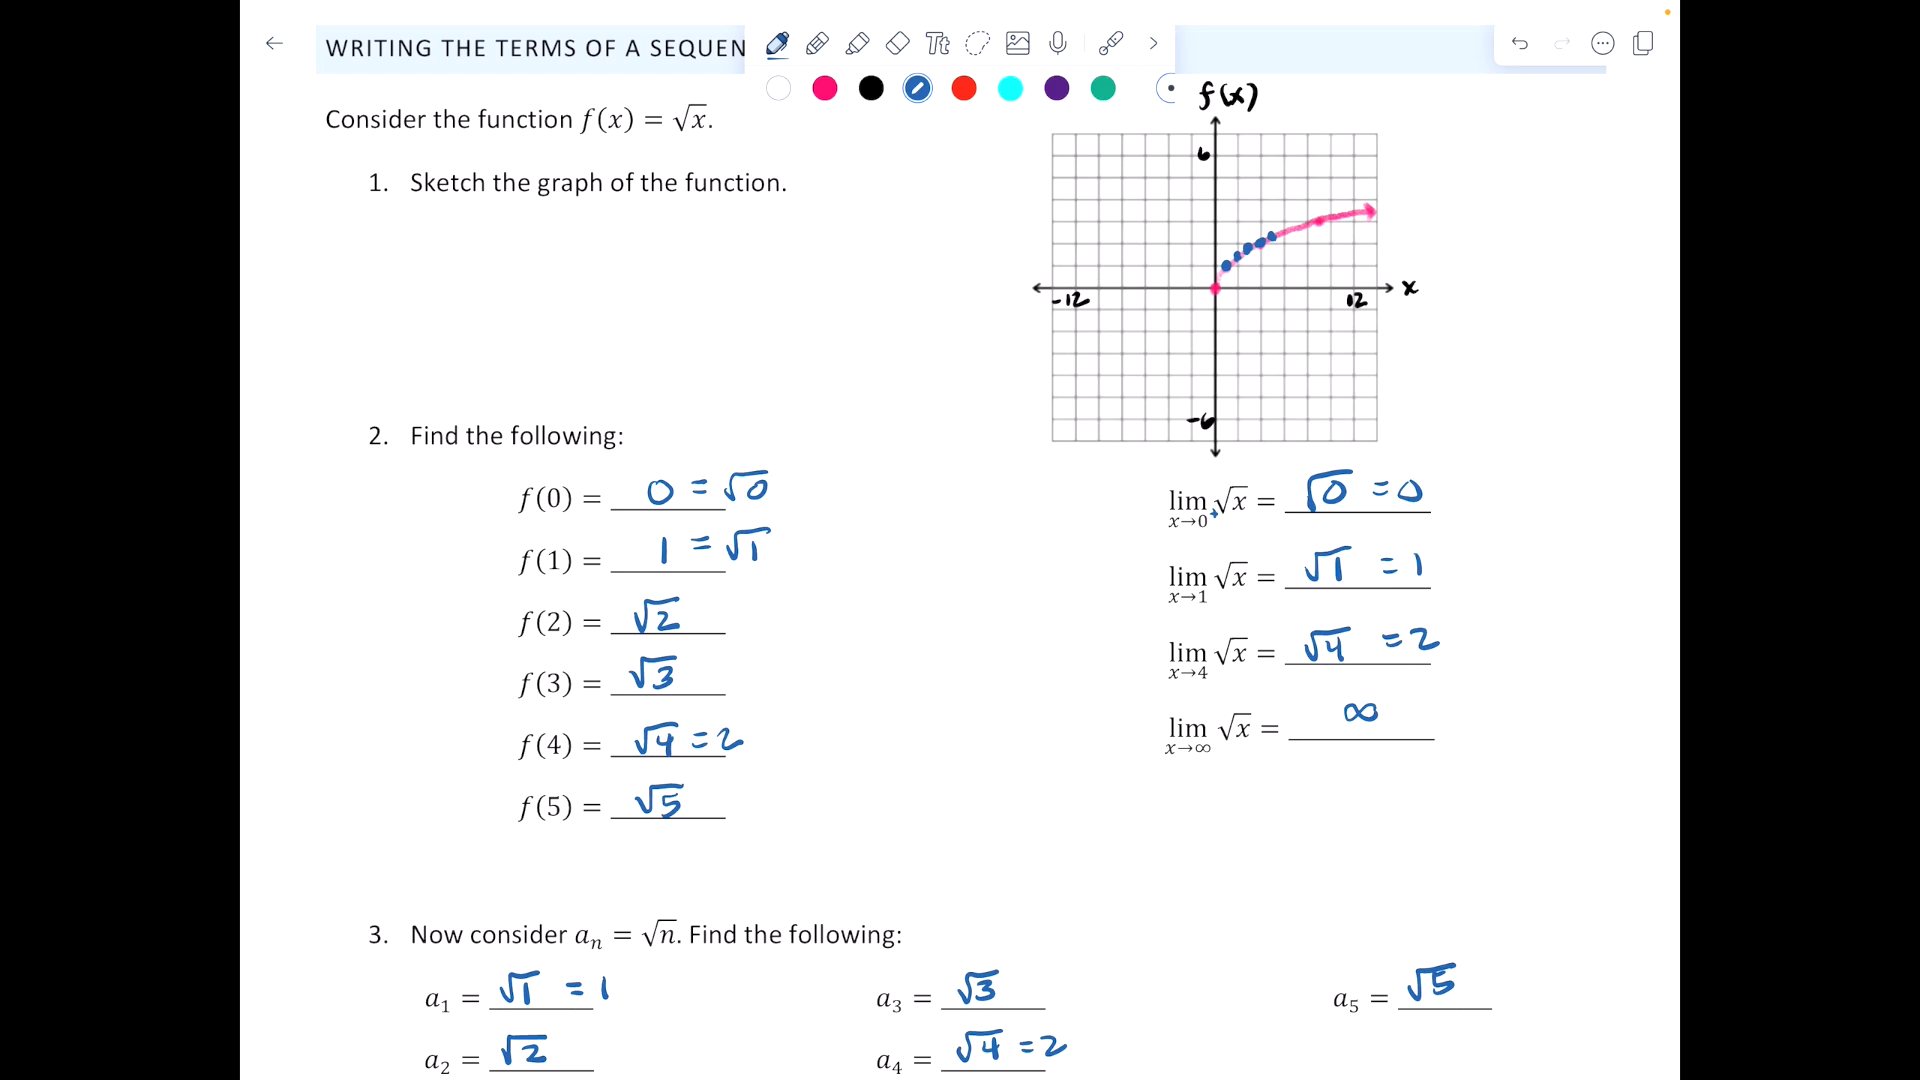 WRITING THE TERMS OF A SEQUEN
Tt
f(x)
Consider the function f(x) = √x.
6
1. Sketch the graph of the function.
-12 12 x
-6
2. Find the following:
f(0) = 0 = √0
f(1) = 1 = √1
f(2) = √2
f(3) = √3
f(4) = √4 = 2
f(5) = √5
lim x→0+ √x = √0 = 0
lim x→1 √x = √1 = 1
lim x→4 √x = √4 = 2
lim x→∞ √x = ∞
3. Now consider aₙ = √n. Find the following:
a₁ = √1 = 1 a₃ = √3 a₅ = √5
a₂ = √2 a₄ = √4 = 2